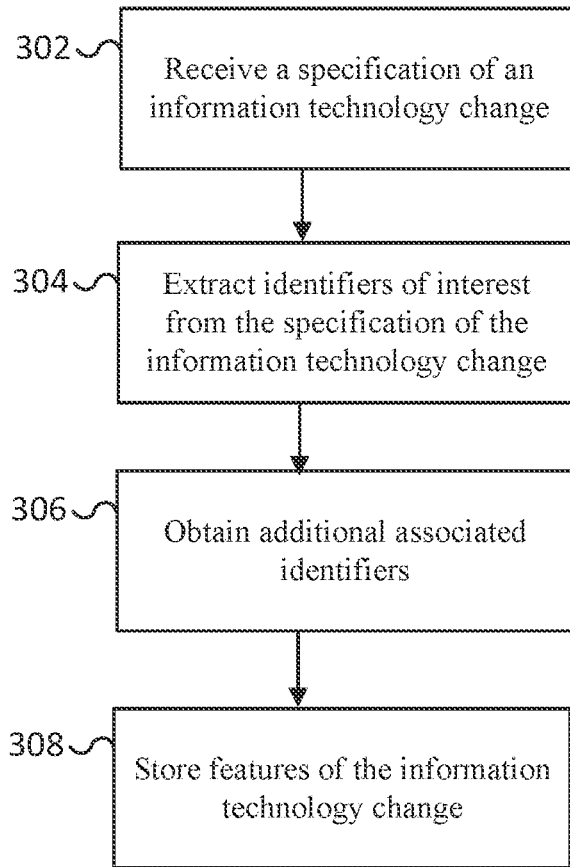 302
Receive a specification of an
information technology change
304
Extract identifiers of interest
from the specification of the
information technology change
306
Obtain additional associated
identifiers
308
Store features of the information
technology change